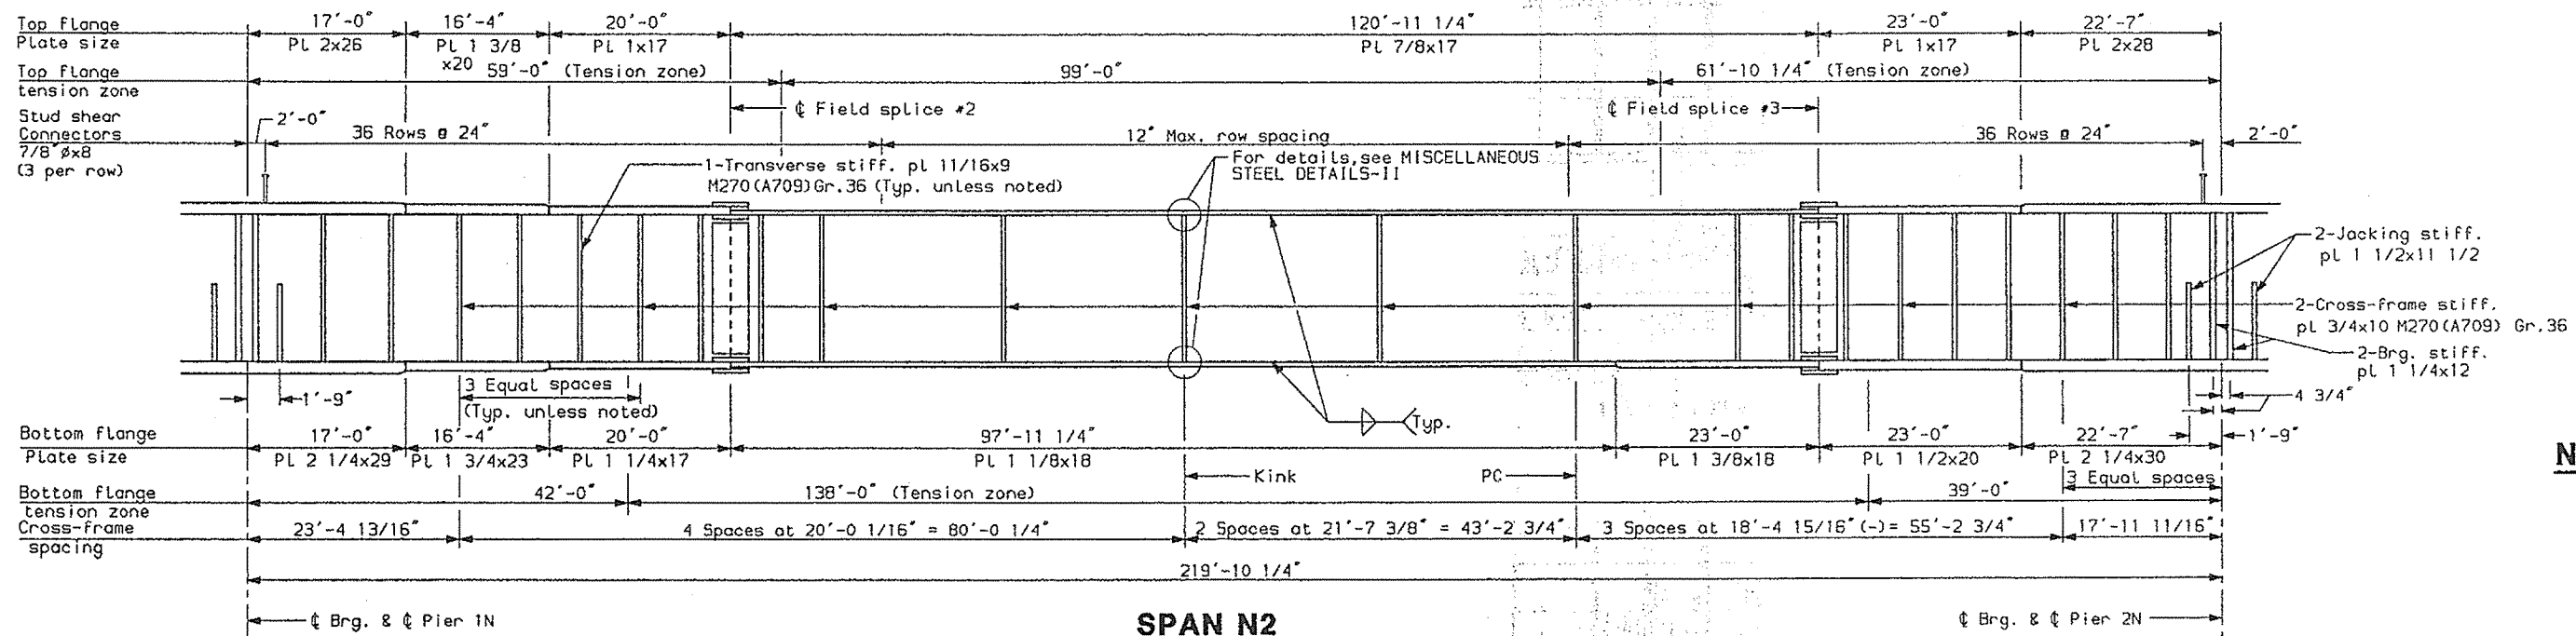 Top flange 17'-0" 16'-4" 20'-0" 120'-11 1/4" 23'-0" 22'-7"
Plate size PL 2x26 PL 1 3/8 PL 1x17 PL 7/8x17 PL 1x17 PL 2x28
x20
Top flange 59'-0" (Tension zone) 99'-0" 61'-10 1/4" (Tension zone)
tension zone
℄ Field splice #2 ℄ Field splice #3
Stud shear 2'-0"
Connectors 36 Rows @ 24" 12" Max. row spacing 36 Rows @ 24" 2'-0"
7/8"øx8
(3 per row)
1-Transverse stiff. pl 11/16x9
M270(A709)Gr.36 (Typ. unless noted)
For details,see MISCELLANEOUS
STEEL DETAILS-II
2-Jacking stiff.
pl 1 1/2x11 1/2
2-Cross-frame stiff.
pl 3/4x10 M270(A709) Gr.36
2-Brg. stiff.
pl 1 1/4x12
3 Equal spaces
(Typ. unless noted)
1'-9" 4 3/4"
Typ.
Bottom flange 17'-0" 16'-4" 20'-0" 97'-11 1/4" 23'-0" 23'-0" 22'-7" 1'-9"
Plate size PL 2 1/4x29 PL 1 3/4x23 PL 1 1/4x17 PL 1 1/8x18 PL 1 3/8x18 PL 1 1/2x20 PL 2 1/4x30
N
Kink PC 3 Equal spaces
Bottom flange 42'-0" 138'-0" (Tension zone) 39'-0"
tension zone
Cross-frame 23'-4 13/16" 4 Spaces at 20'-0 1/16" = 80'-0 1/4" 2 Spaces at 21'-7 3/8" = 43'-2 3/4" 3 Spaces at 18'-4 15/16"(-)= 55'-2 3/4" 17'-11 11/16"
spacing
219'-10 1/4"
℄ Brg. & ℄ Pier 1N SPAN N2 ℄ Brg. & ℄ Pier 2N